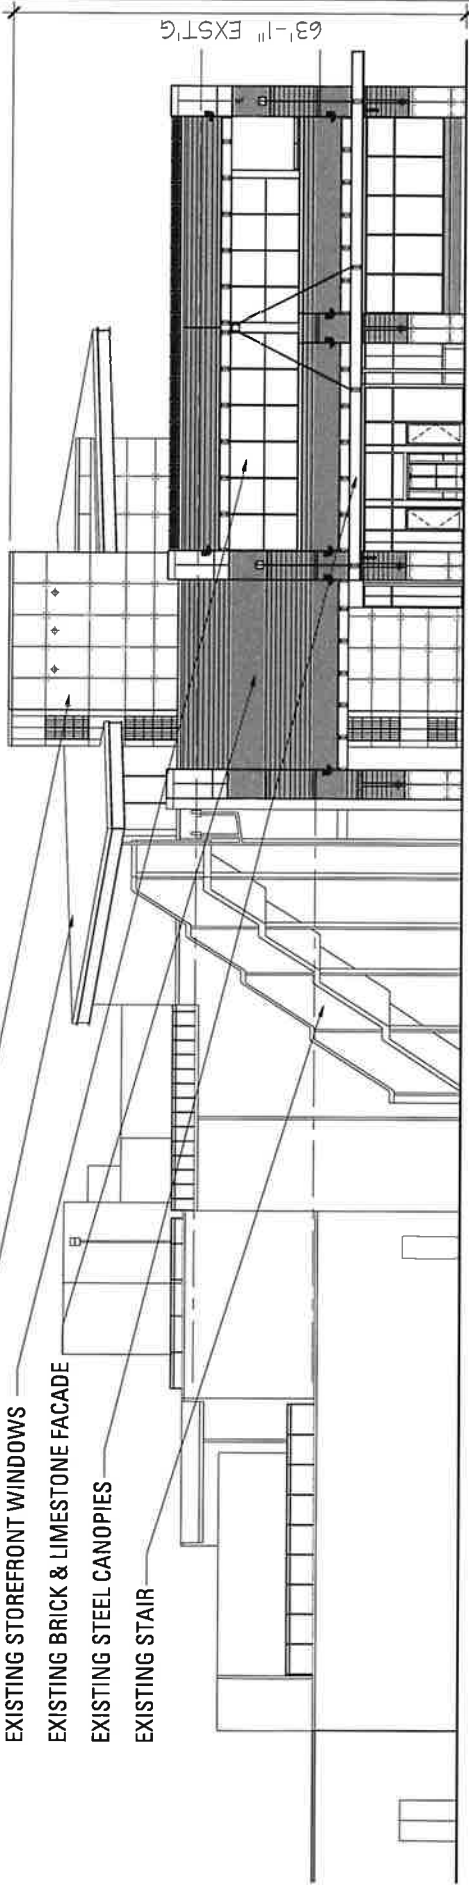 EXISTING STOREFRONT WINDOWS
EXISTING BRICK & LIMESTONE FACADE
EXISTING STEEL CANOPIES
EXISTING STAIR
63'-1" EXST'G